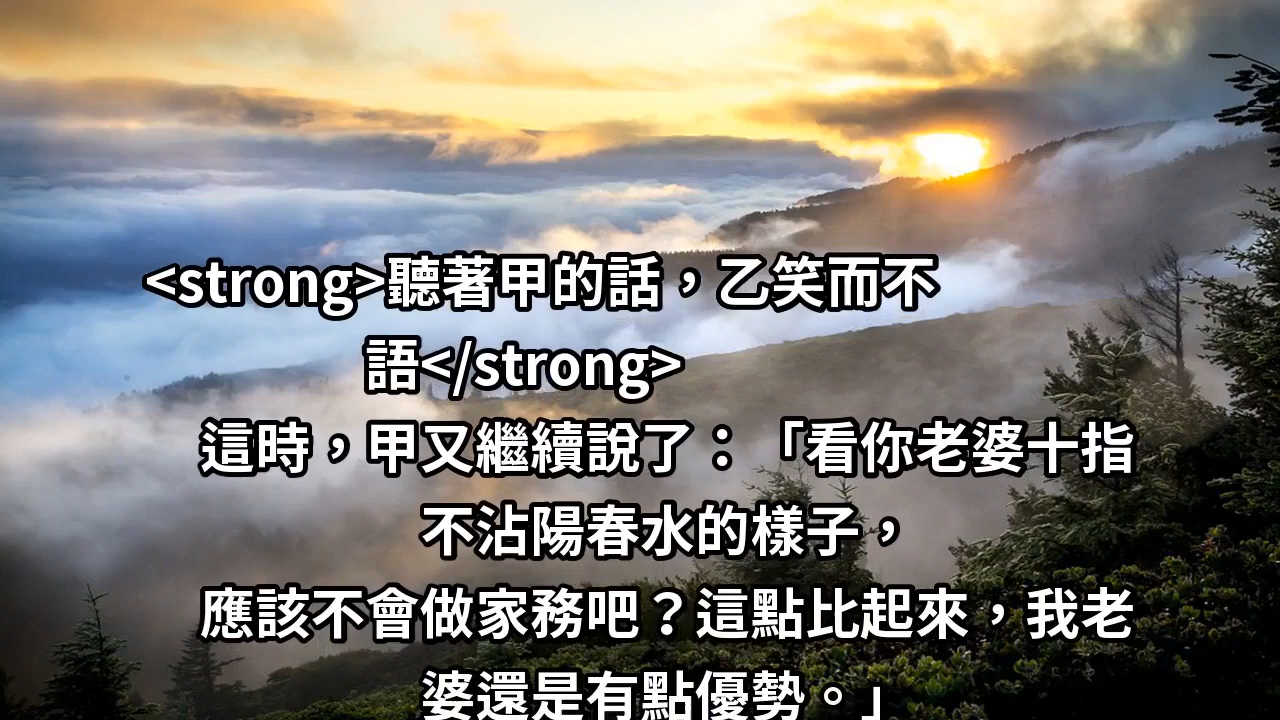 <strong>聽著甲的話，乙笑而不
語</strong>
這時，甲又繼續說了：「看你老婆十指
不沾陽春水的樣子，
應該不會做家務吧？這點比起來，我老
婆還是有點優勢。」